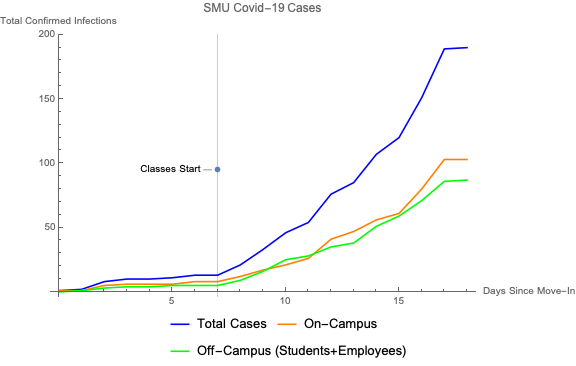 SMU Covid-19 Cases
Total Confirmed Infections
200
150
100
50
Classes Start
5
10
15
Days Since Move-In
Total Cases
On-Campus
Off-Campus (Students+Employees)